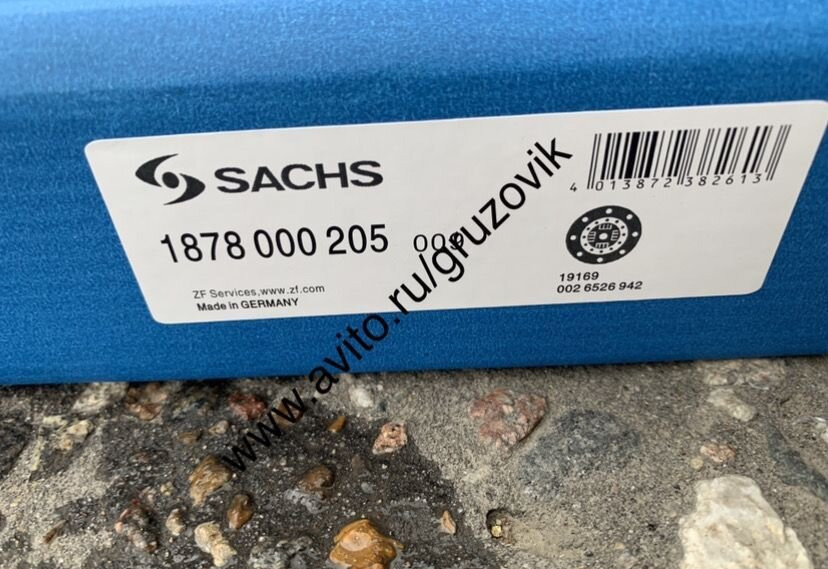 SACHS
4 013872 382613
1878 000 205
19169
002 6526 942
ZF Services,www.zf.com
Made in GERMANY
www.avito.ru/gruzovik